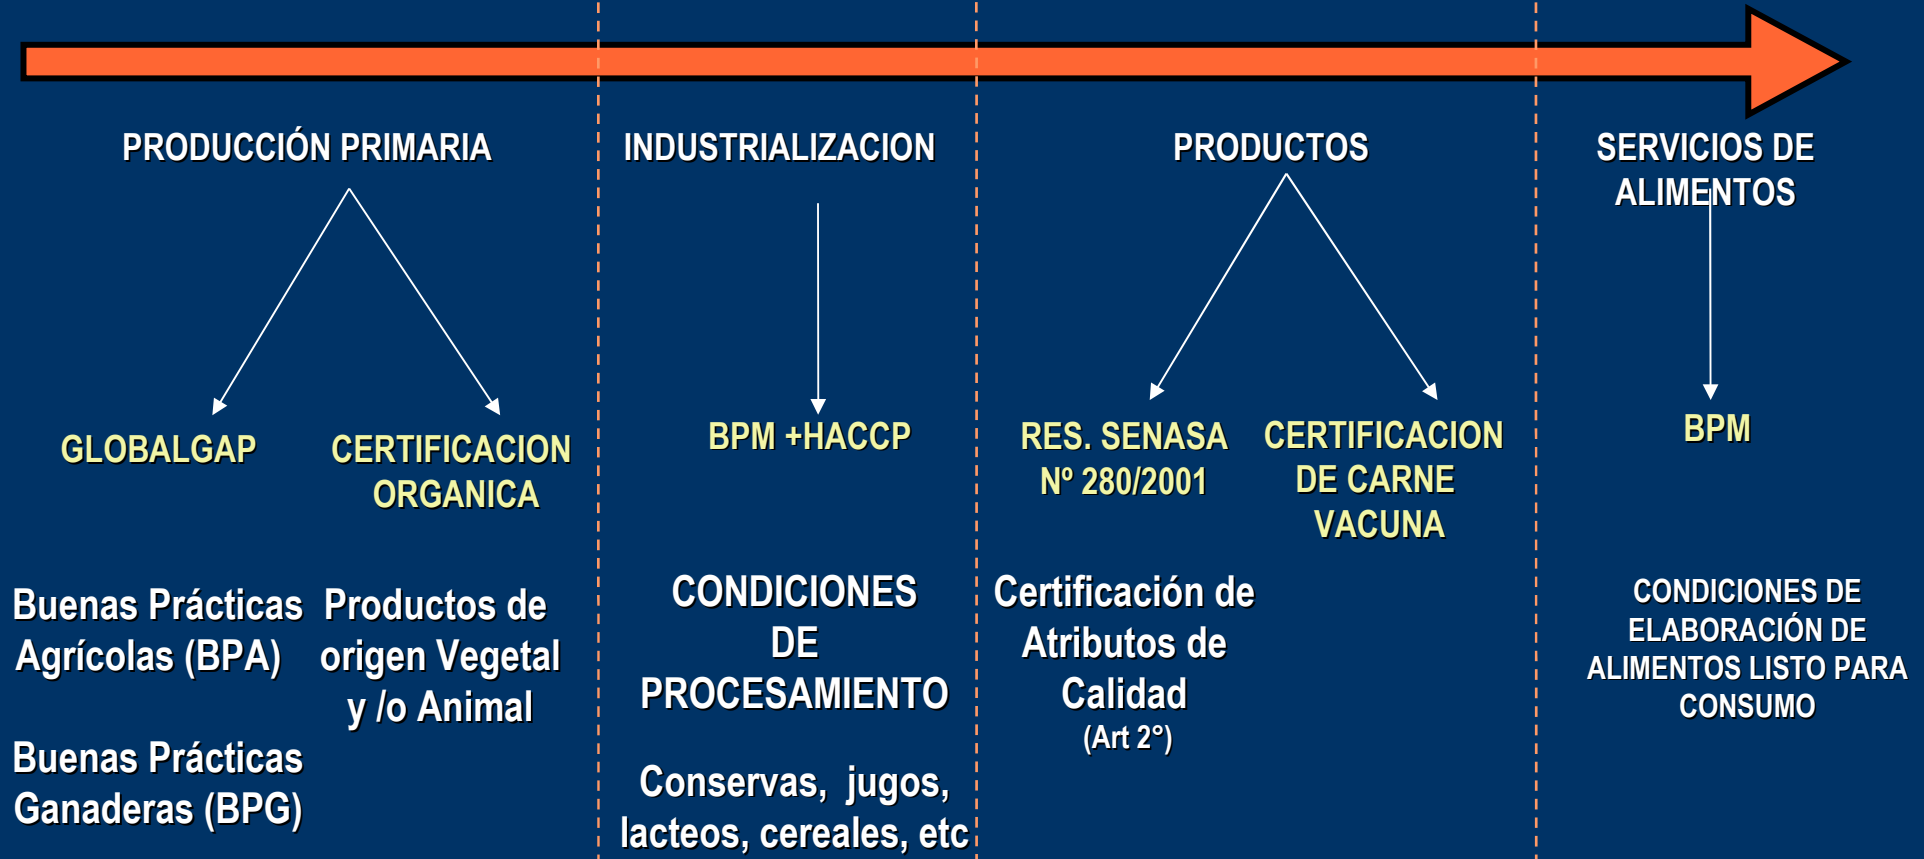 PRODUCCIÓN PRIMARIA
GLOBALGAP
CERTIFICACION
ORGANICA
Buenas Prácticas
Agrícolas (BPA)
Buenas Prácticas
Ganaderas (BPG)
Productos de
origen Vegetal
y /o Animal
INDUSTRIALIZACION
BPM +HACCP
CONDICIONES
DE
PROCESAMIENTO
Conservas, jugos,
lacteos, cereales, etc
PRODUCTOS
RES. SENASA
Nº 280/2001
Certificación de
Atributos de
Calidad
(Art 2°)
CERTIFICACION
DE CARNE
VACUNA
SERVICIOS DE
ALIMENTOS
BPM
CONDICIONES DE
ELABORACIÓN DE
ALIMENTOS LISTO PARA
CONSUMO